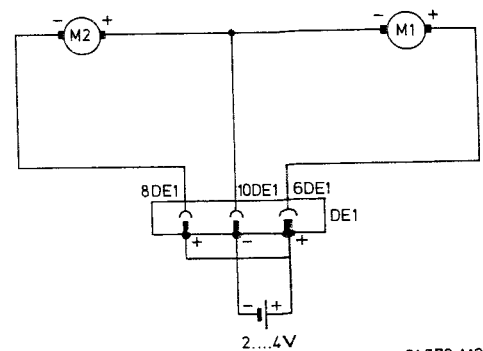 - M2 +
- M1 +
8DE1 10DE1 6DE1
DE1
+ - +
- +
2....4V